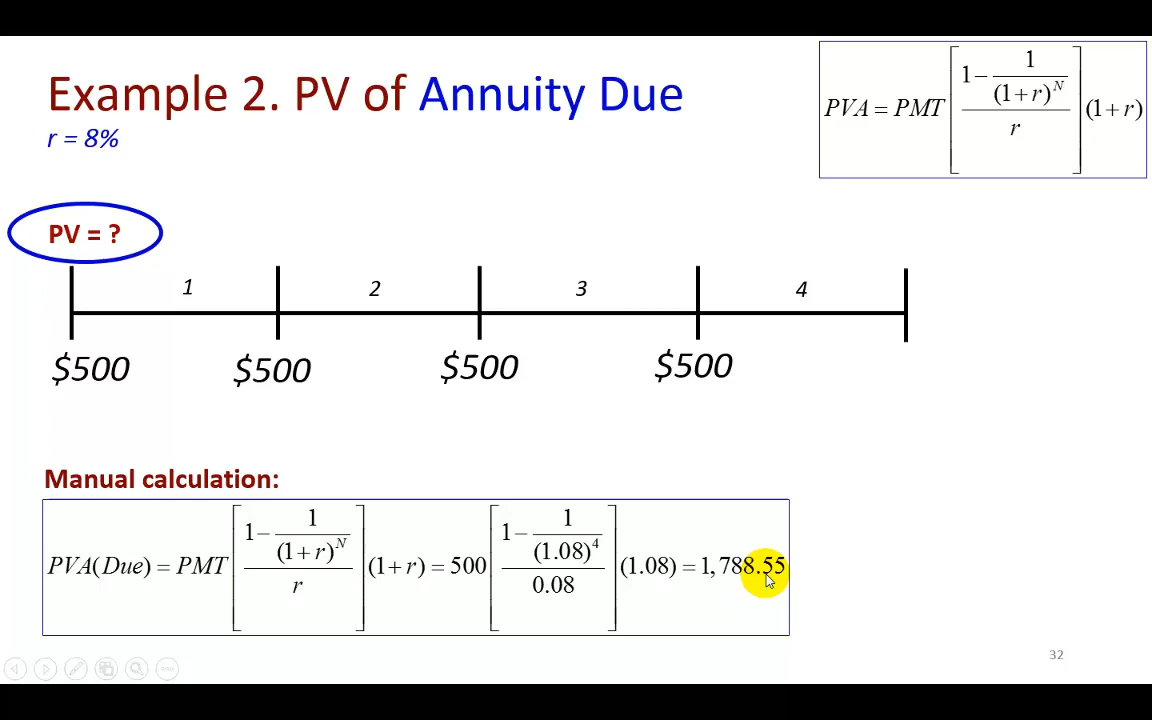 Example 2. PV of Annuity Due
r = 8%
PVA = PMT [ (1 − 1/(1+r)^N) / r ] (1+r)
PV = ?
1 2 3 4
$500 $500 $500 $500
Manual calculation:
PVA(Due) = PMT [ (1 − 1/(1+r)^N) / r ] (1+r) = 500 [ (1 − 1/(1.08)^4) / 0.08 ] (1.08) = 1,788.55
32